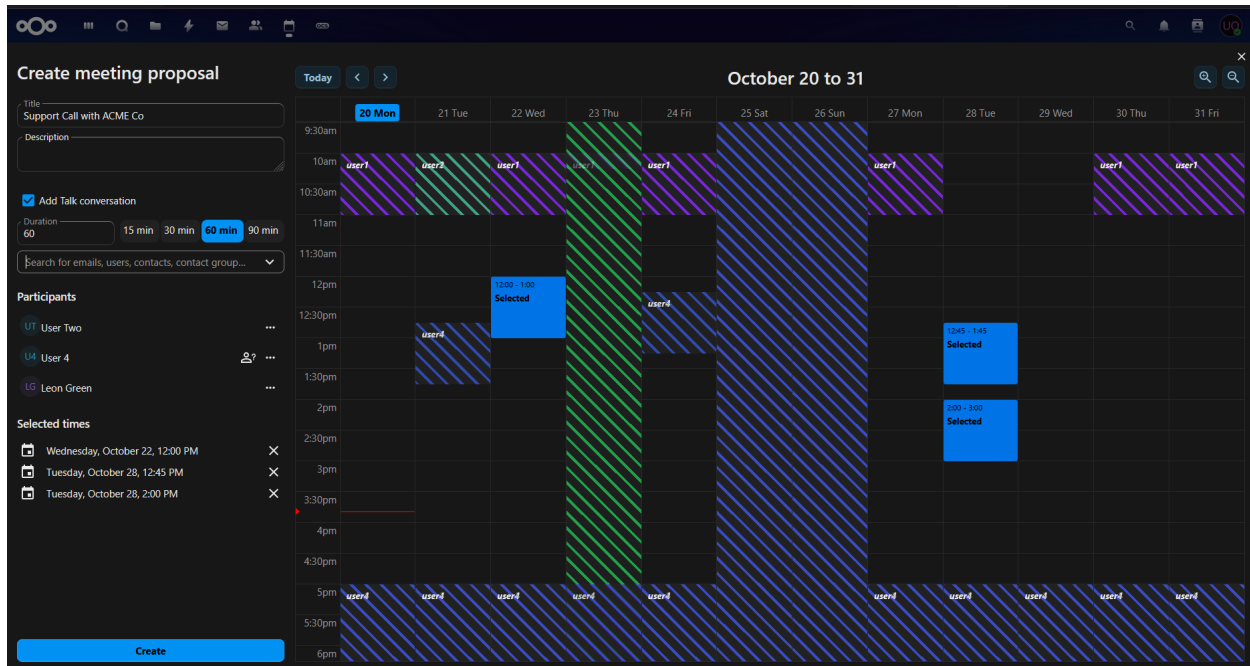 UO
Create meeting proposal
Title
Support Call with ACME Co
Description
Add Talk conversation
Duration
60
15 min 30 min 60 min 90 min
Search for emails, users, contacts, contact group...
Participants
UT User Two
U4 User 4
LG Leon Green
Selected times
Wednesday, October 22, 12:00 PM
Tuesday, October 28, 12:45 PM
Tuesday, October 28, 2:00 PM
Create
Today
October 20 to 31
20 Mon 21 Tue 22 Wed 23 Thu 24 Fri 25 Sat 26 Sun 27 Mon 28 Tue 29 Wed 30 Thu 31 Fri
9:30am
10am user1 user2 user1 user1 user1 user1 user1 user1
10:30am
11am
11:30am
12pm
12:00 - 1:00
Selected
user4
12:30pm
user4
12:45 - 1:45
Selected
1pm
1:30pm
2pm
2:00 - 3:00
Selected
2:30pm
3pm
3:30pm
4pm
4:30pm
5pm user4 user4 user4 user4 user4 user4 user4 user4 user4 user4
5:30pm
6pm